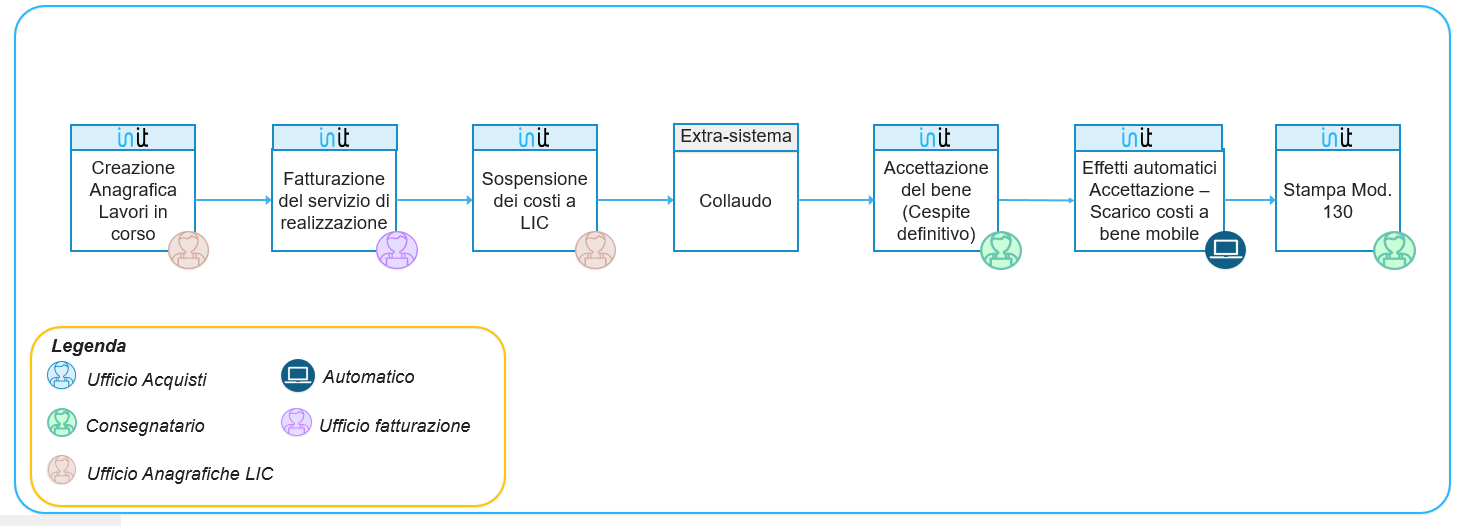 init
Creazione
Anagrafica
Lavori in
corso
init
Fatturazione
del servizio di
realizzazione
init
Sospensione
dei costi a
LIC
Extra-sistema
Collaudo
init
Accettazione
del bene
(Cespite
definitivo)
init
Effetti automatici
Accettazione –
Scarico costi a
bene mobile
init
Stampa Mod.
130
Legenda
Ufficio Acquisti
Automatico
Consegnatario
Ufficio fatturazione
Ufficio Anagrafiche LIC